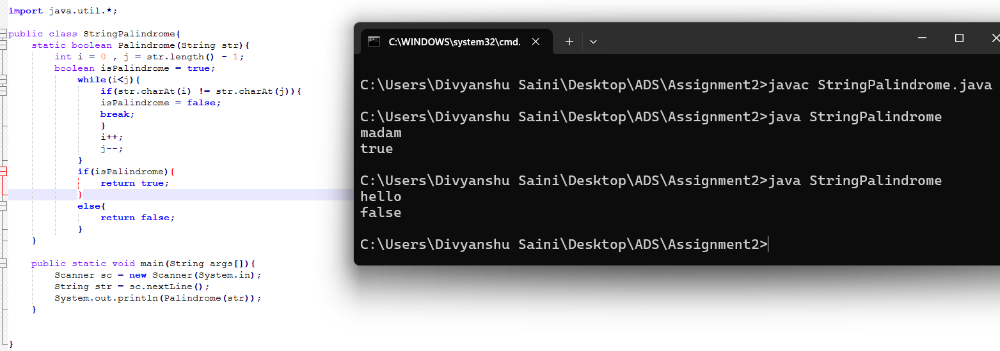 import java.util.*;
public class StringPalindrome{
static boolean Palindrome(String str){
int i = 0 , j = str.length() - 1;
boolean isPalindrome = true;
while(i<j){
if(str.charAt(i) != str.charAt(j)){
isPalindrome = false;
break;
}
i++;
j--;
}
if(isPalindrome){
return true;
}
else{
return false;
}
}
public static void main(String args[]){
Scanner sc = new Scanner(System.in);
String str = sc.nextLine();
System.out.println(Palindrome(str));
}
}
C:\WINDOWS\system32\cmd.
C:\Users\Divyanshu Saini\Desktop\ADS\Assignment2>javac StringPalindrome.java
C:\Users\Divyanshu Saini\Desktop\ADS\Assignment2>java StringPalindrome
madam
true
C:\Users\Divyanshu Saini\Desktop\ADS\Assignment2>java StringPalindrome
hello
false
C:\Users\Divyanshu Saini\Desktop\ADS\Assignment2>